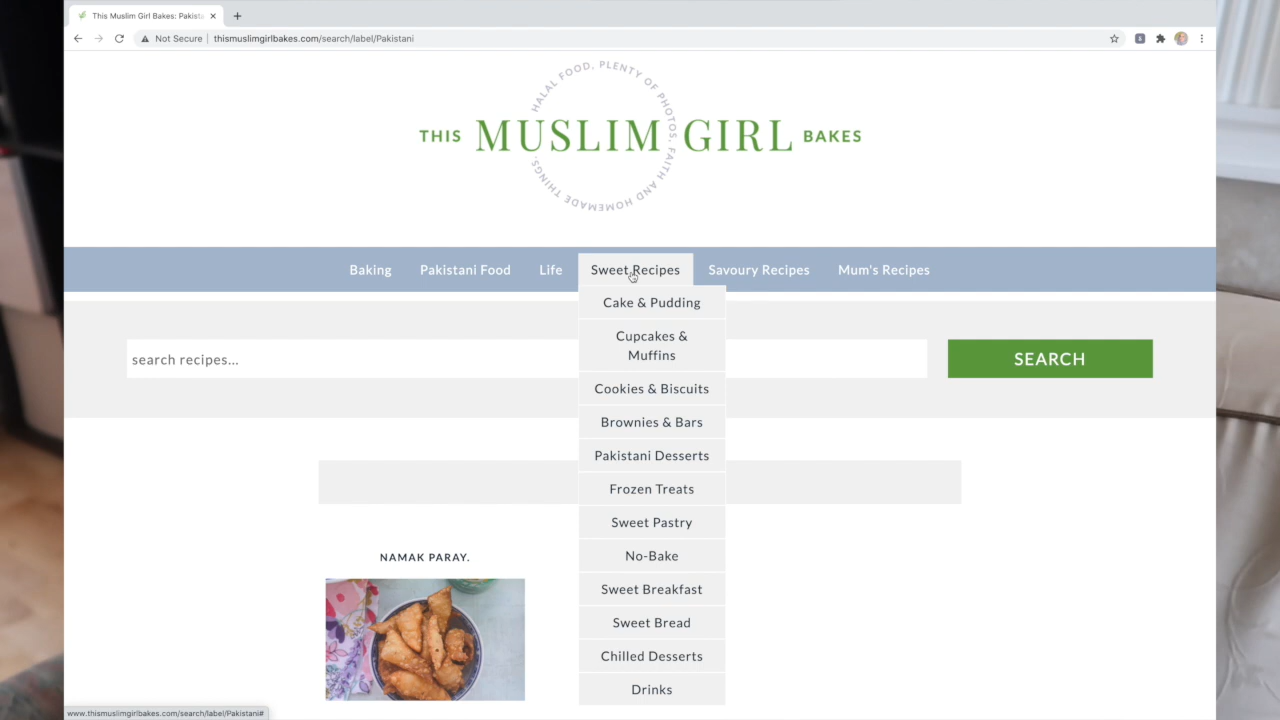 This Muslim Girl Bakes: Pakista
Not Secure
thismuslimgirlbakes.com/search/label/Pakistani
HALAL FOOD. PLENTY OF PHOTOS. FAITH AND HOMEMADE THINGS.
THIS MUSLIM GIRL BAKES
Baking Pakistani Food Life Sweet Recipes Savoury Recipes Mum's Recipes
Cake & Pudding
search recipes... SEARCH
Cupcakes &
Muffins
Cookies & Biscuits
Brownies & Bars
Pakistani Desserts
Frozen Treats
Sweet Pastry
No-Bake
Sweet Breakfast
Sweet Bread
Chilled Desserts
Drinks
NAMAK PARAY.
www.thismuslimgirlbakes.com/search/label/Pakistani#